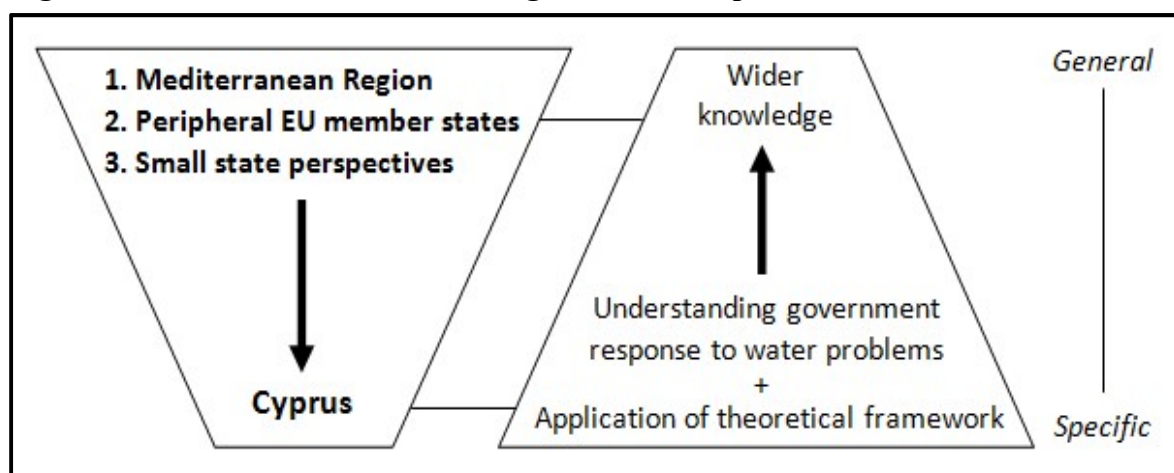 1. Mediterranean Region
2. Peripheral EU member states
3. Small state perspectives
Cyprus
Wider
knowledge
Understanding government
response to water problems
+
Application of theoretical framework
General
Specific